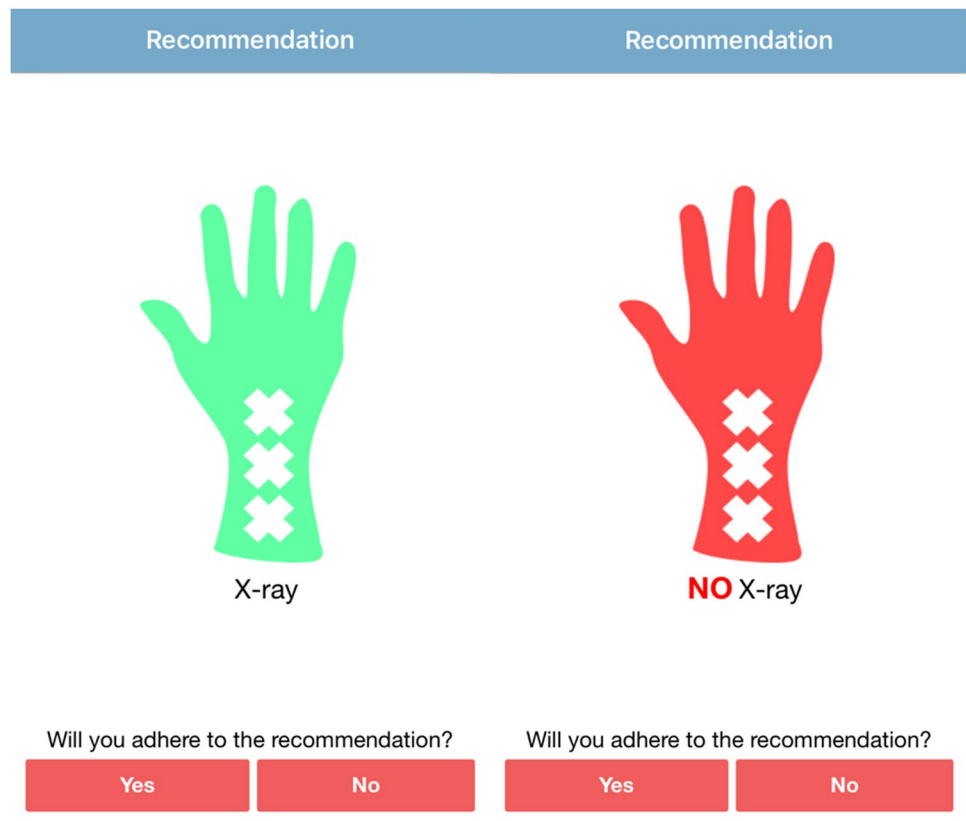 Recommendation
X-ray
Will you adhere to the recommendation?
Yes
No
Recommendation
NO X-ray
Will you adhere to the recommendation?
Yes
No